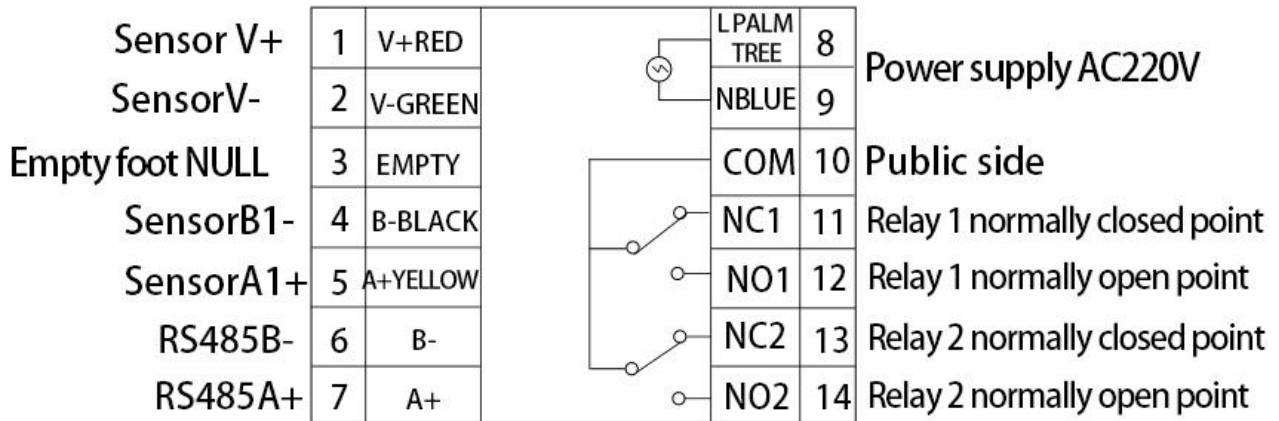 Sensor V+ 1 V+RED
SensorV- 2 V-GREEN
Empty foot NULL 3 EMPTY
SensorB1- 4 B-BLACK
SensorA1+ 5 A+YELLOW
RS485B- 6 B-
RS485A+ 7 A+
L PALM
TREE 8
NBLUE 9
Power supply AC220V
COM 10 Public side
NC1 11 Relay 1 normally closed point
NO1 12 Relay 1 normally open point
NC2 13 Relay 2 normally closed point
NO2 14 Relay 2 normally open point